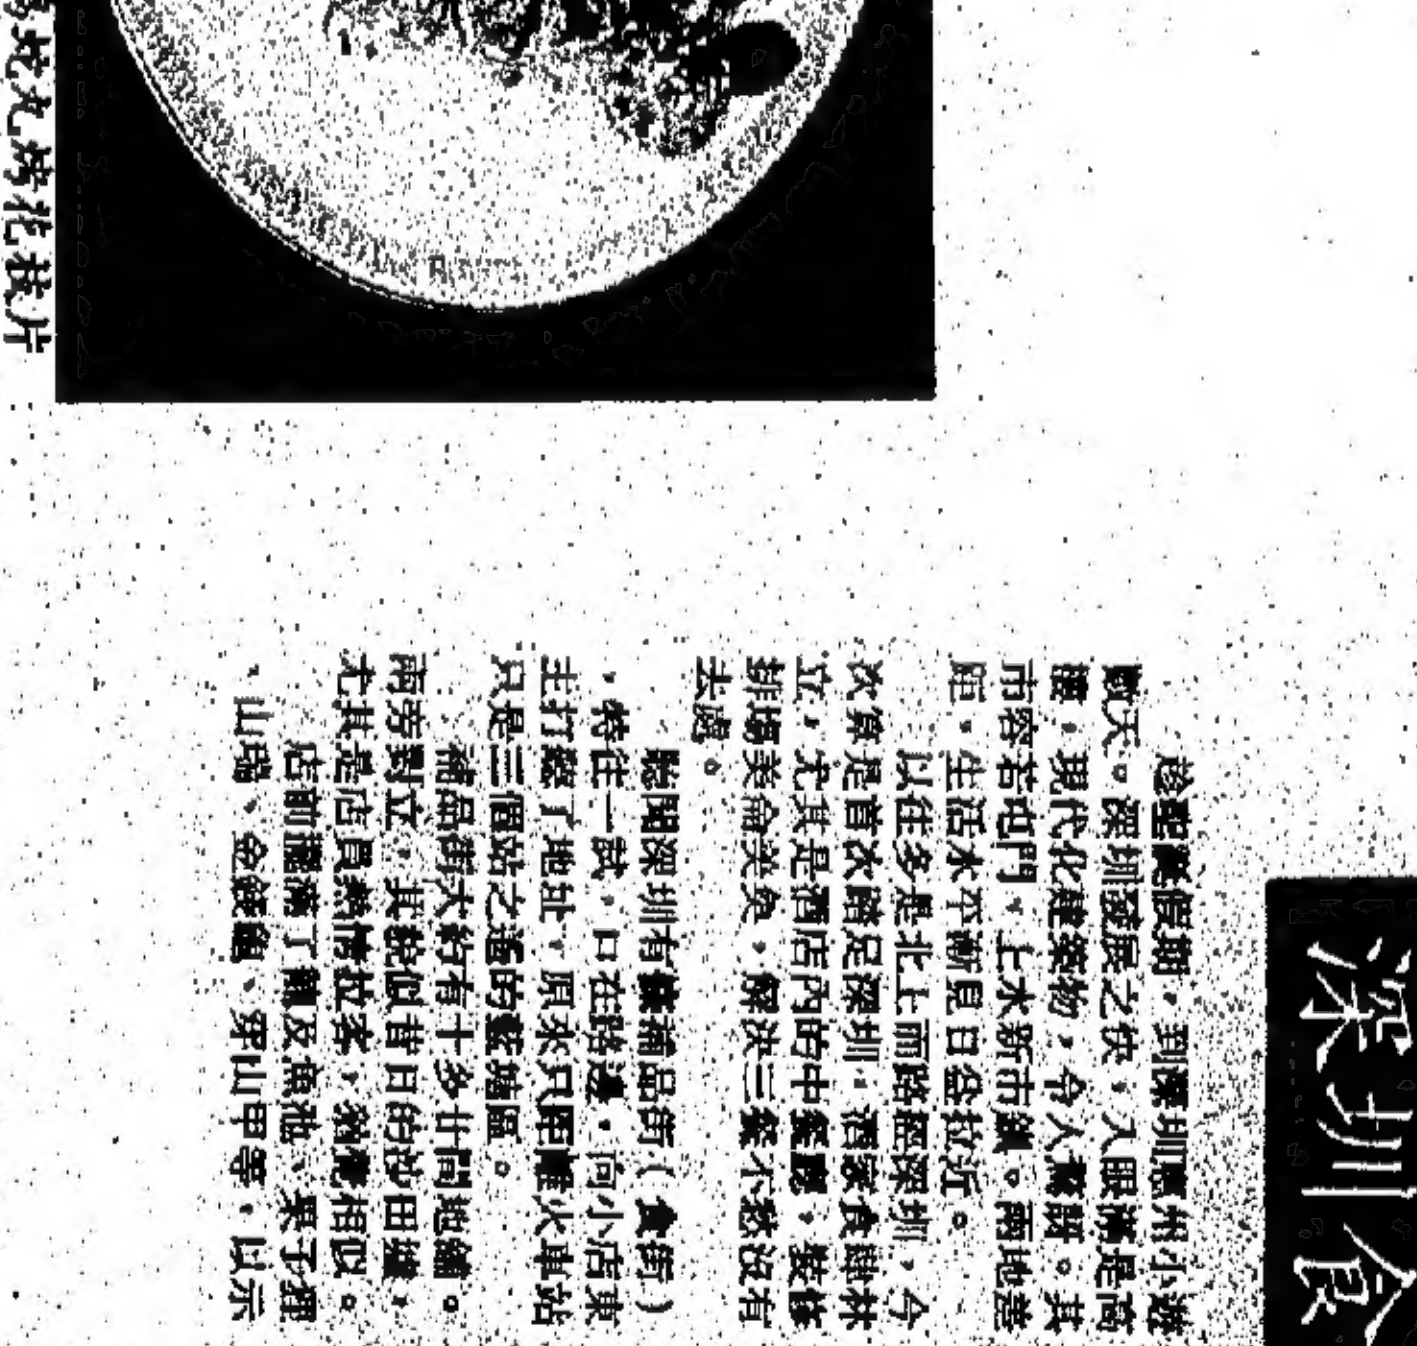 深圳食
趁聖誕假期，到深圳惠州小遊
數天。深圳發展之快，入眼滿是高
樓，現代化建築物，令人驚訝。其
市容若屯門、上水新市鎮。兩地差
距，生活水平漸見日益拉近。
以往多是北上而路經深圳，今
次算是首次踏足深圳。酒家食肆林
立，尤其是酒店內的中餐廳，裝修
排場美侖美奐，解決三餐不愁沒有
去處。
聽聞深圳有條補品街（食街）
，特往一試，口在路邊，向小店東
主打聽了地址，原來只距離火車站
只是三個站之遙的
補品街大約有十多廿間地舖。
兩旁對立，其貌似昔日的沙田墟，
尤其是店員熱情拉客，相似。
店前擺滿了及魚池、果子狸
、山瑞、金錢龜、穿山甲等，以示
花枝片